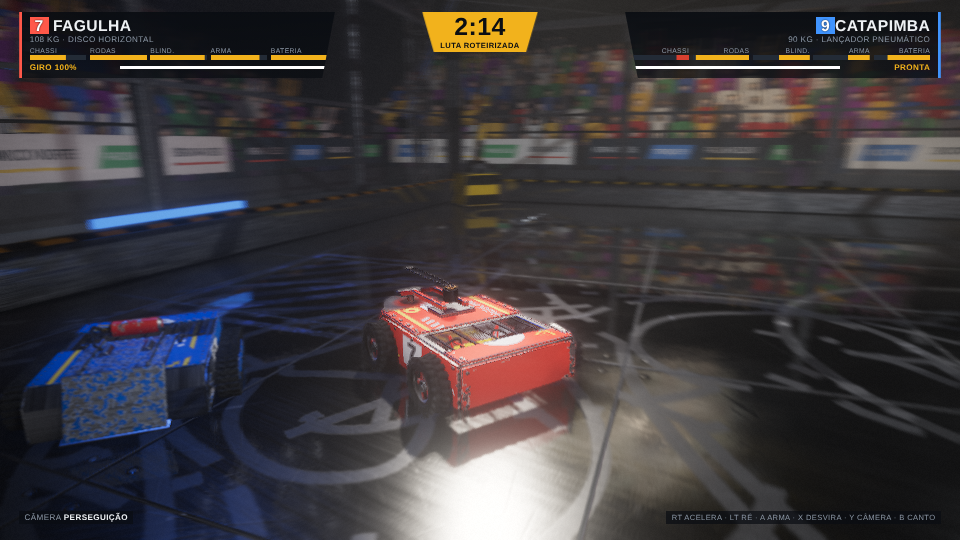 7 FAGULHA
108 KG · DISCO HORIZONTAL
CHASSI RODAS BLIND. ARMA BATERIA
GIRO 100%
2:14
LUTA ROTEIRIZADA
9 CATAPIMBA
90 KG · LANÇADOR PNEUMÁTICO
CHASSI RODAS BLIND. ARMA BATERIA
PRONTA
7
CÂMERA PERSEGUIÇÃO
RT ACELERA · LT RÉ · A ARMA · X DESVIRA · Y CÂMERA · B CANTO